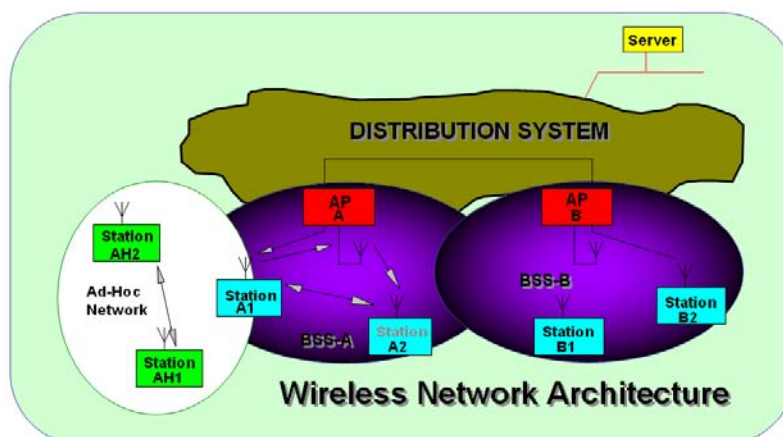 Server
DISTRIBUTION SYSTEM
AP
A
AP
B
Station
AH2
Ad-Hoc
Network
Station
A1
BSS-B
Station
B2
BSS-A
Station
A2
Station
B1
Station
AH1
Wireless Network Architecture